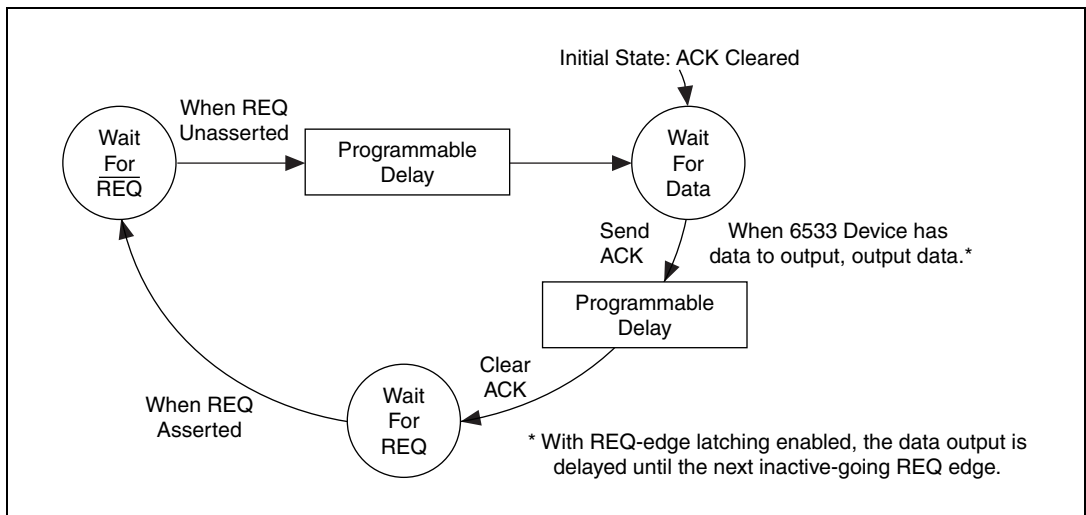 Initial State: ACK Cleared
When REQ
Unasserted
Wait
For
R̅E̅Q̅
Programmable
Delay
Wait
For
Data
Send
ACK
When 6533 Device has
data to output, output data.*
Programmable
Delay
Clear
ACK
Wait
For
REQ
When REQ
Asserted
* With REQ-edge latching enabled, the data output is
delayed until the next inactive-going REQ edge.